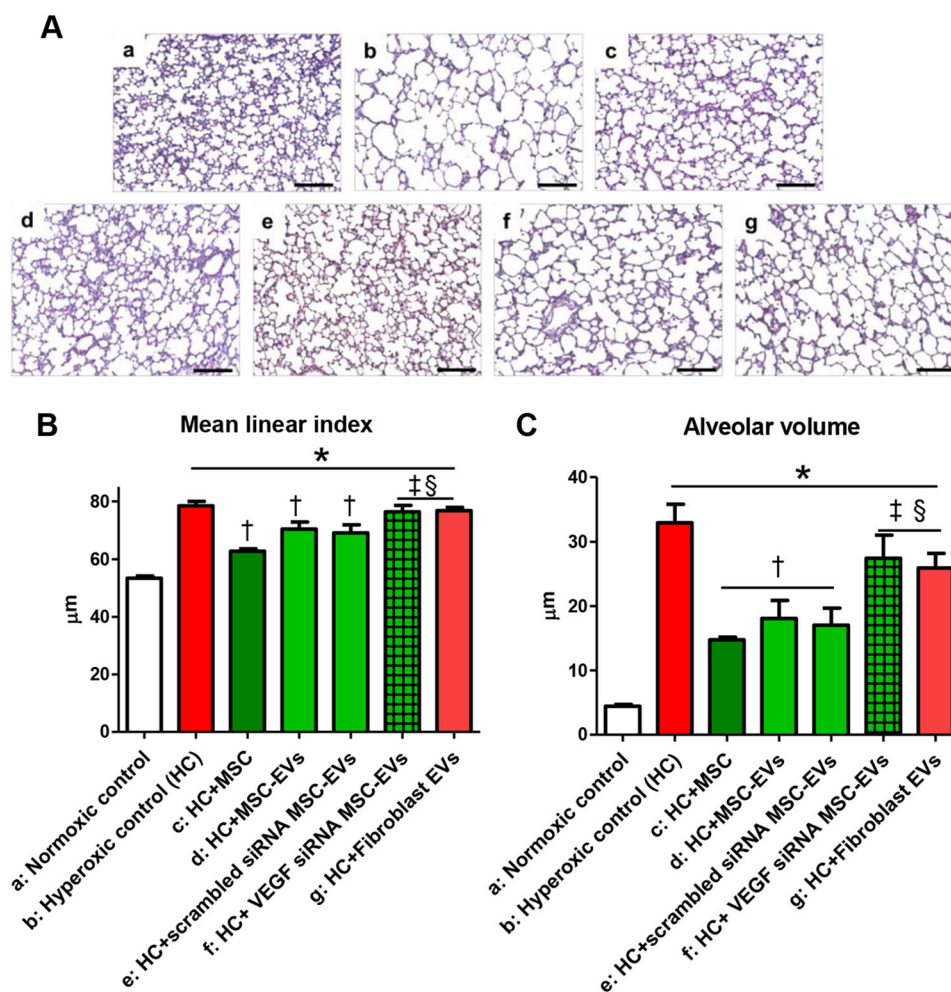 A
a
b
c
d
e
f
g
B
Mean linear index
*
‡ §
†
†
†
80
60
40
20
0
μm
a: Normoxic control
b: Hyperoxic control (HC)
c: HC+MSC
d: HC+MSC-EVs
e: HC+scrambled siRNA MSC-EVs
f: HC+ VEGF siRNA MSC-EVs
g: HC+Fibroblast EVs
C
Alveolar volume
*
‡ §
†
40
30
20
10
0
μm
a: Normoxic control
b: Hyperoxic control (HC)
c: HC+MSC
d: HC+MSC-EVs
e: HC+scrambled siRNA MSC-EVs
f: HC+ VEGF siRNA MSC-EVs
g: HC+Fibroblast EVs